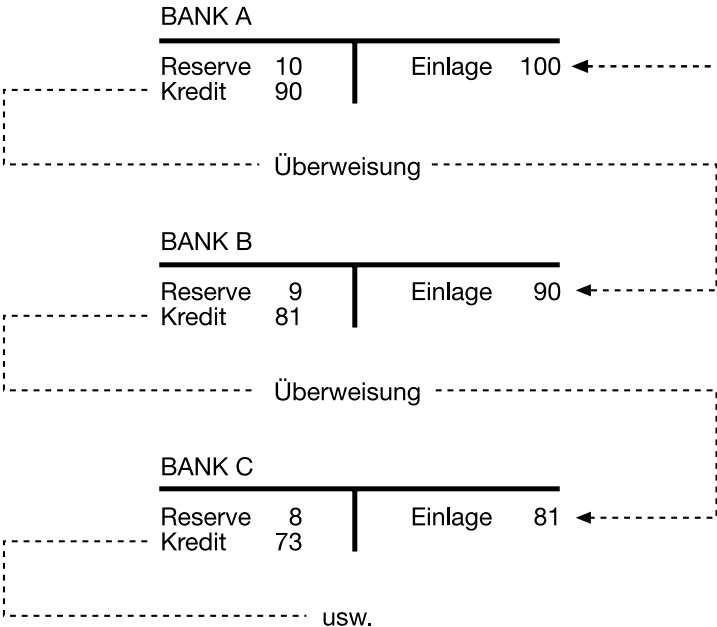 BANK A
Reserve 10 Einlage 100
Kredit 90
Überweisung
BANK B
Reserve 9 Einlage 90
Kredit 81
Überweisung
BANK C
Reserve 8 Einlage 81
Kredit 73
usw.